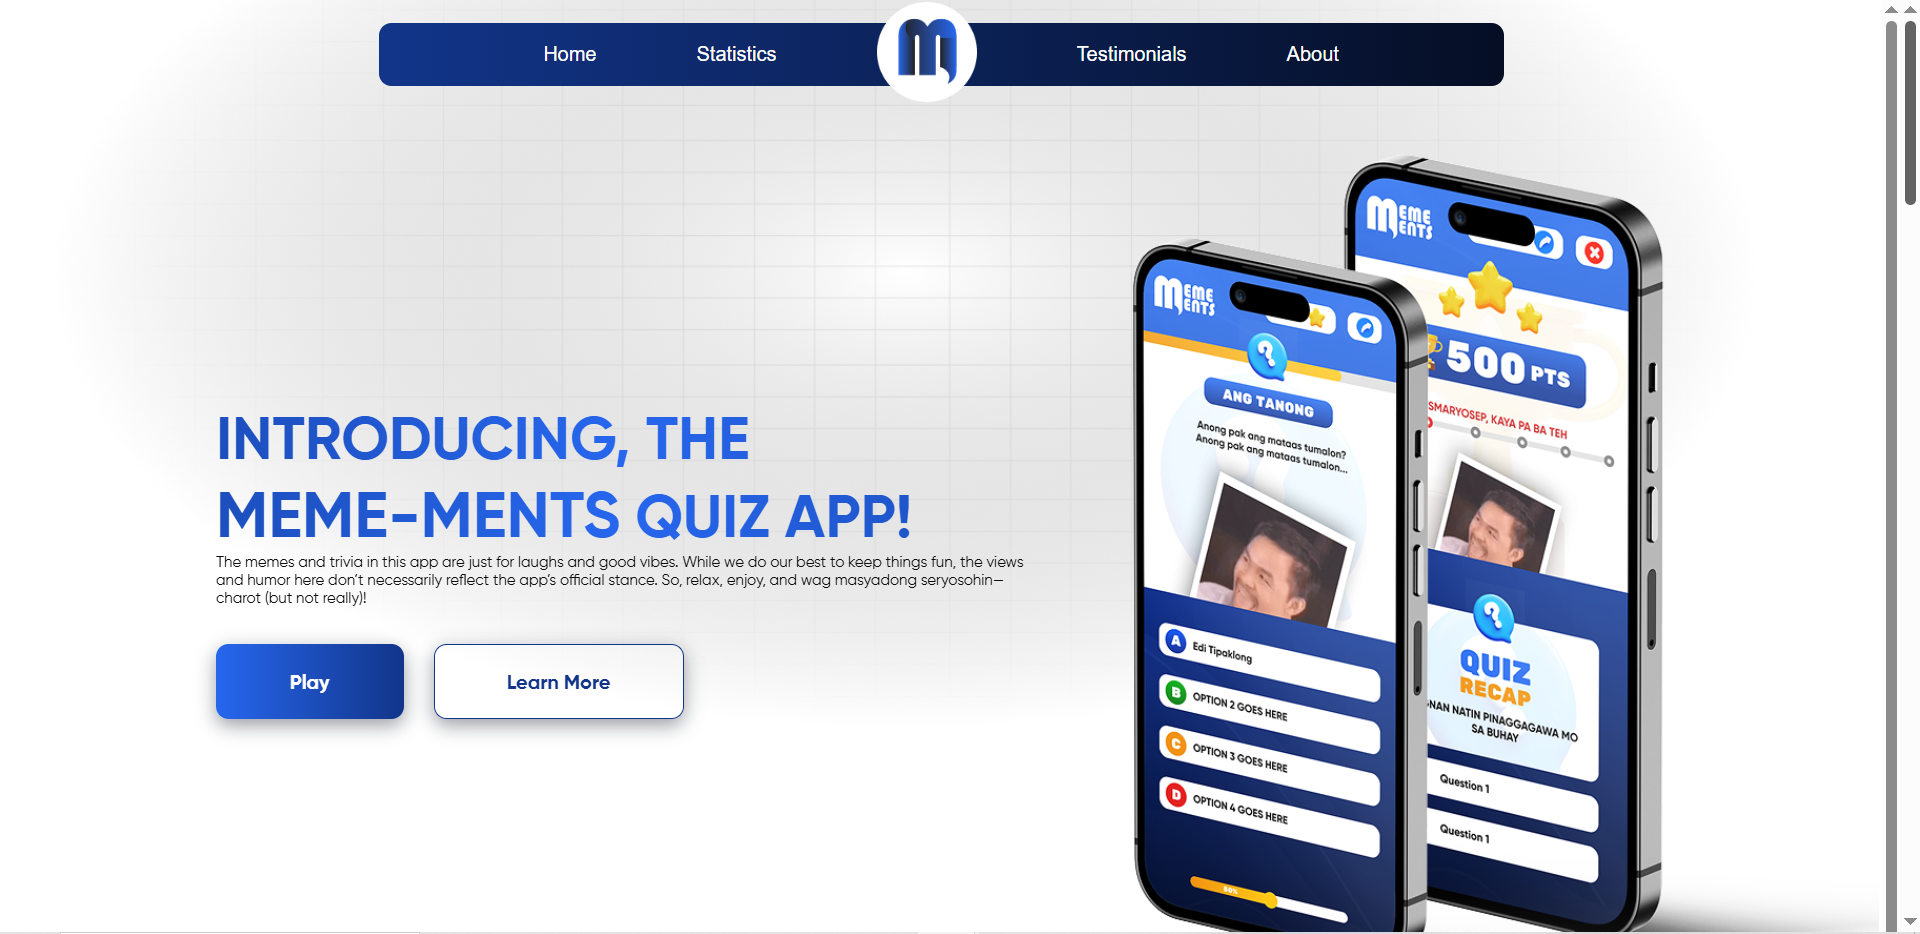 Home
Statistics
Testimonials
About
INTRODUCING, THE
MEME-MENTS QUIZ APP!
The memes and trivia in this app are just for laughs and good vibes. While we do our best to keep things fun, the views
and humor here don’t necessarily reflect the app’s official stance. So, relax, enjoy, and wag masyadong seryosohin—
charot (but not really)!
Play
Learn More
MEME
MENTS
ANG TANONG
Anong pak ang mataas tumalon?
Anong pak ang mataas tumalon...
A Edi Tipaklong
B OPTION 2 GOES HERE
C OPTION 3 GOES HERE
D OPTION 4 GOES HERE
60%
MEME
MENTS
500 PTS
SMARYOSEP, KAYA PA BA TEH
QUIZ
RECAP
NAN NATIN PINAGGAGAWA MO
SA BUHAY
Question 1
Question 1